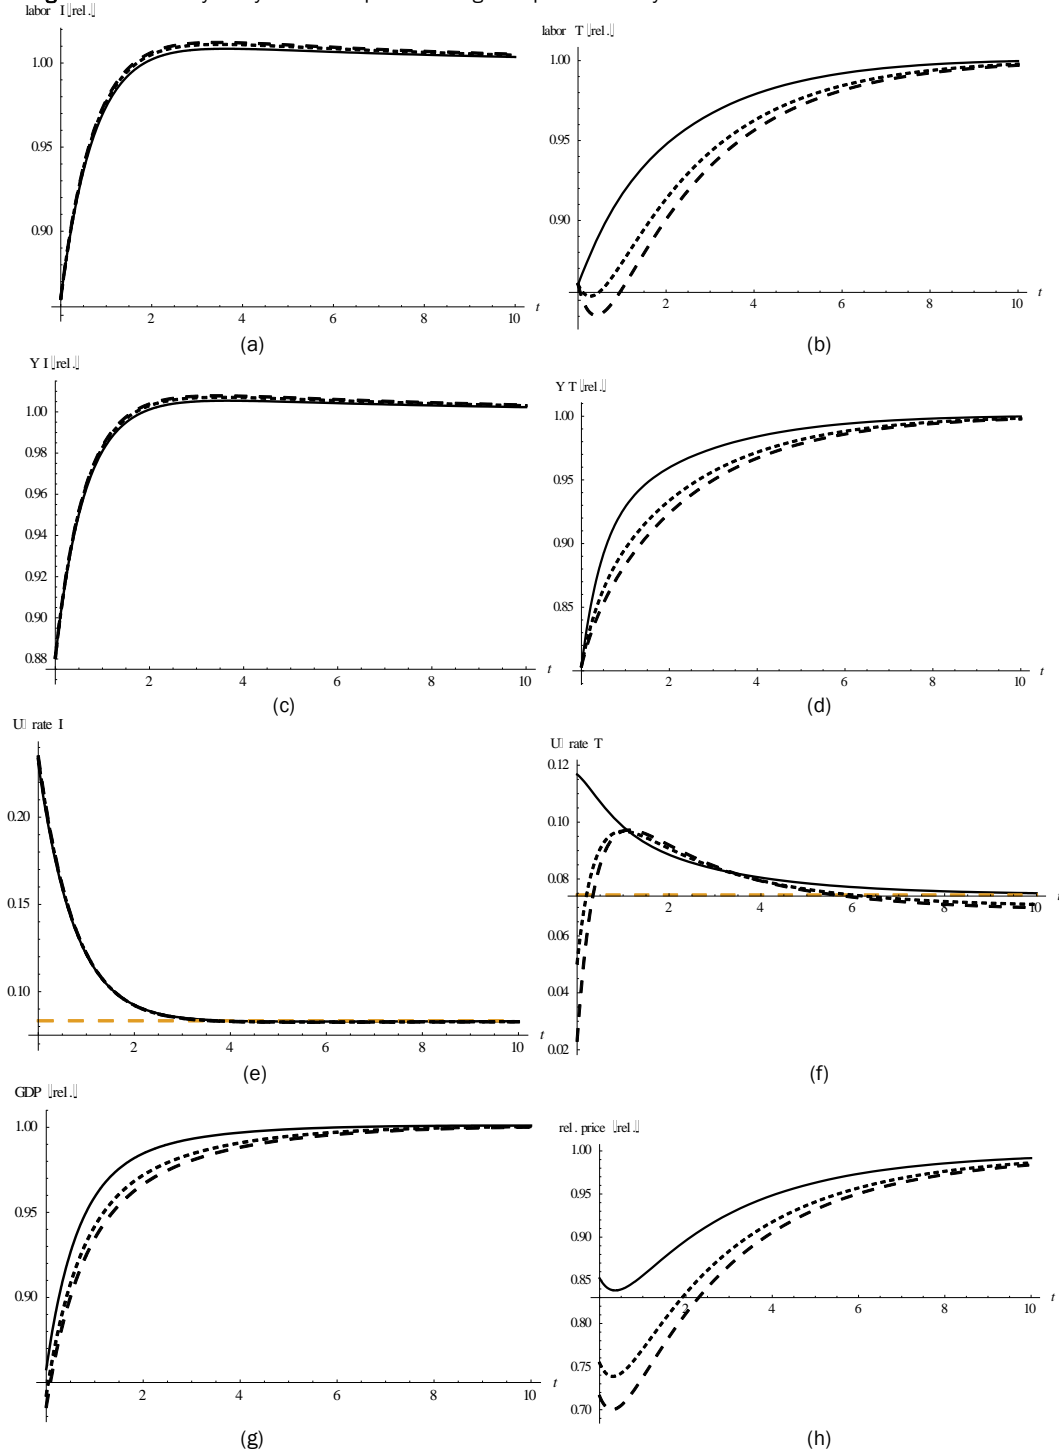 labor I [rel.]
1.00
0.95
0.90
2 4 6 8 10 t
(a)
labor T [rel.]
1.00
0.95
0.90
2 4 6 8 10 t
(b)
Y I [rel.]
1.00
0.98
0.96
0.94
0.92
0.90
0.88
2 4 6 8 10 t
(c)
Y T [rel.]
1.00
0.95
0.90
0.85
2 4 6 8 10 t
(d)
U rate I
0.20
0.15
0.10
2 4 6 8 10 t
(e)
U rate T
0.12
0.10
0.08
0.06
0.04
0.02
2 4 6 8 10 t
(f)
GDP [rel.]
1.00
0.90
2 4 6 8 10 t
(g)
rel. price [rel.]
1.00
0.95
0.90
0.85
0.80
0.75
0.70
2 4 6 8 10 t
(h)